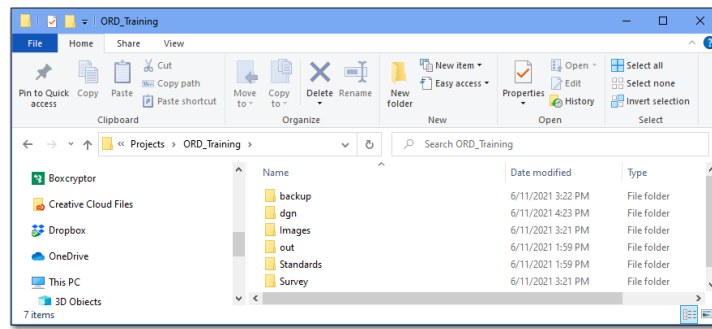 ORD_Training
File Home Share View
Pin to Quick access Copy Paste Cut Copy path Paste shortcut Move to Copy to Delete Rename New folder New item Easy access Properties Open Edit History Select all Select none Invert selection
Clipboard Organize New Open Select
« Projects > ORD_Training > Search ORD_Training
Name Date modified Type
Boxcryptor
Creative Cloud Files
Dropbox
OneDrive
This PC
3D Objects
backup 6/11/2021 3:22 PM File folder
dgn 6/11/2021 4:23 PM File folder
Images 6/11/2021 3:21 PM File folder
out 6/11/2021 1:59 PM File folder
Standards 6/11/2021 1:59 PM File folder
Survey 6/11/2021 3:21 PM File folder
7 items